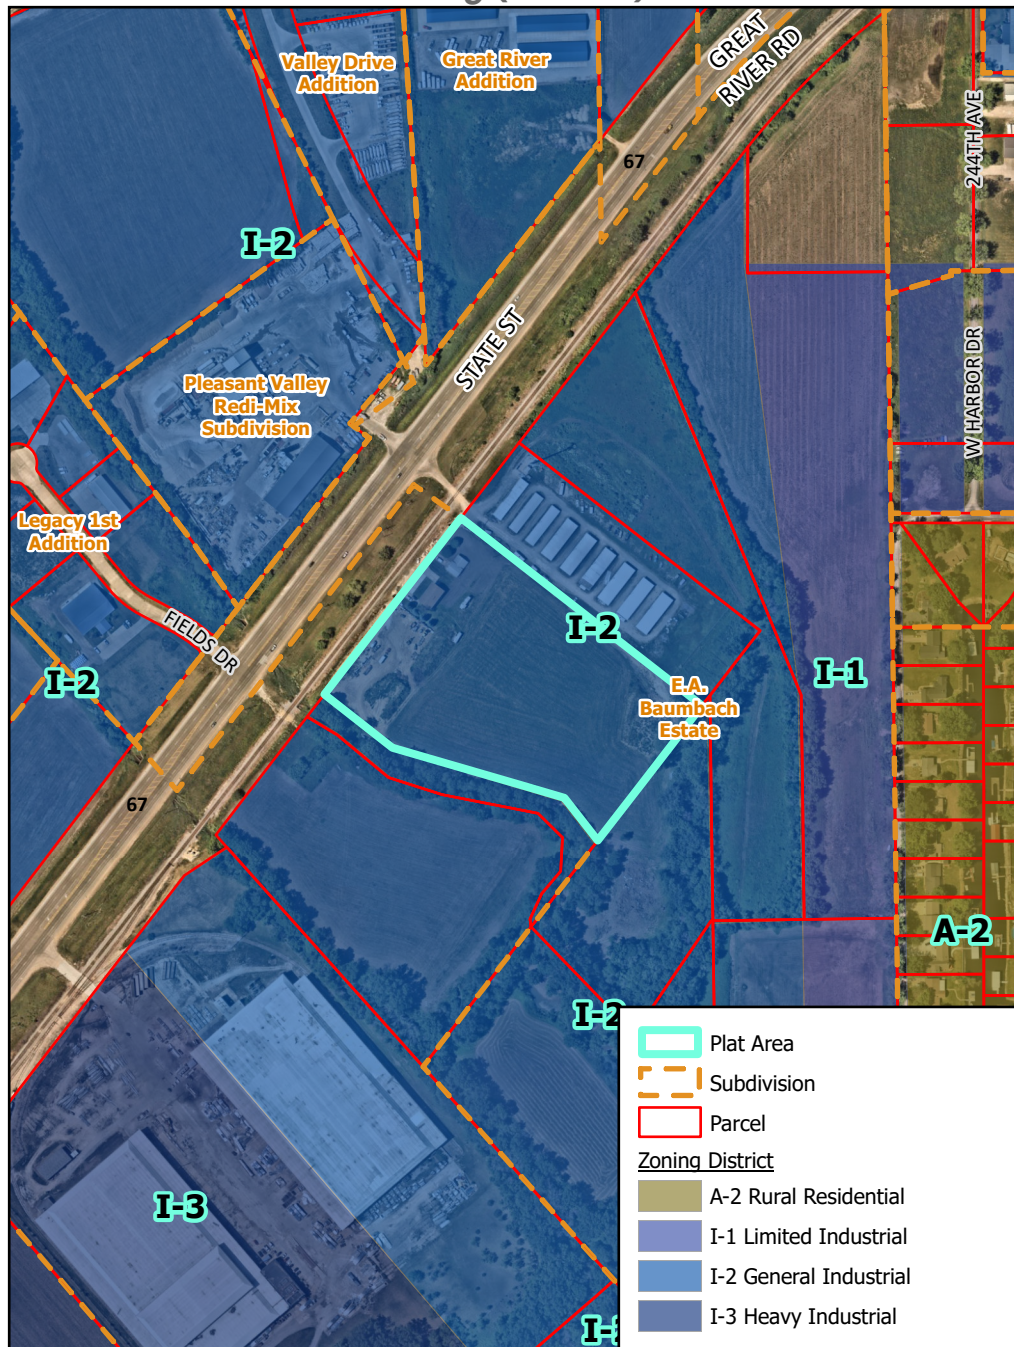 GREAT
RIVER RD
Valley Drive
Addition
Great River
Addition
244TH AVE
67
I-2
STATE ST
W HARBOR DR
Pleasant Valley
Redi-Mix
Subdivision
Legacy 1st
Addition
FIELDS DR
I-2
I-2
I-1
E.A.
Baumbach
Estate
67
A-2
I-2
I-3
Plat Area
Subdivision
Parcel
Zoning District
A-2 Rural Residential
I-1 Limited Industrial
I-2 General Industrial
I-3 Heavy Industrial